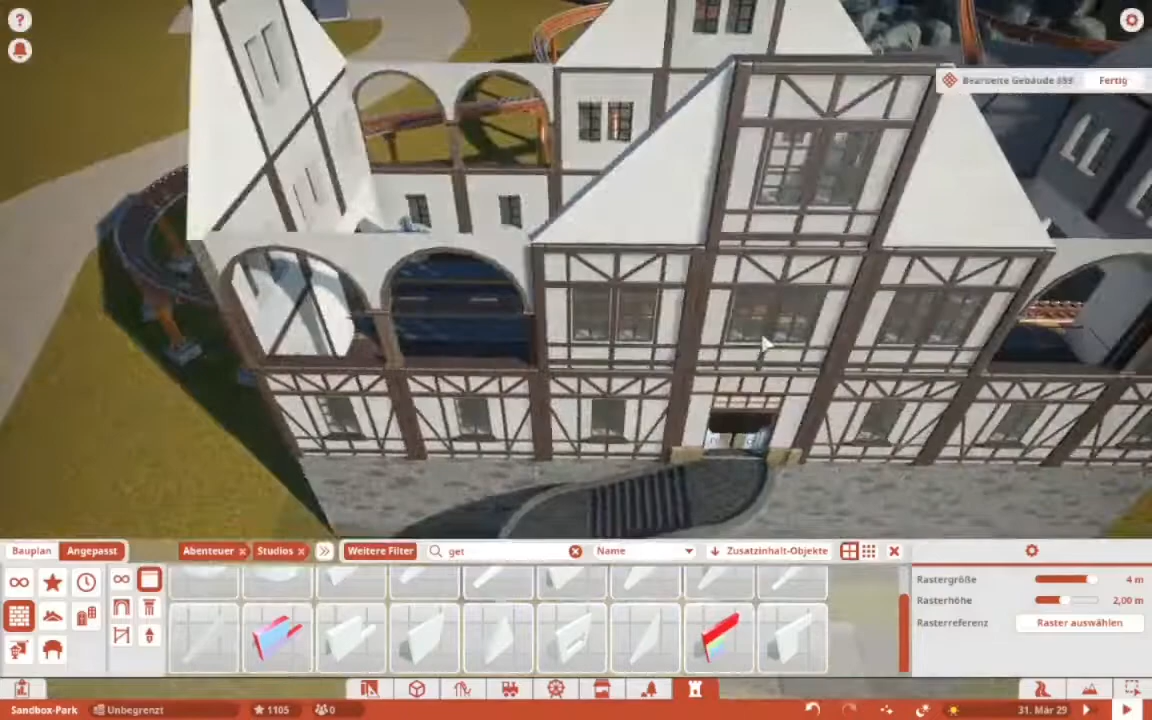 ?
Bearbeite Gebäude 899 Fertig
Bauplan Angepasst Abenteuer × Studios × Weitere Filter get Name Zusatzinhalt-Objekte
Rastergröße 4 m
Rasterhöhe 2,00 m
Rasterreferenz Raster auswählen
Sandbox-Park Unbegrenzt 1105 0 31. Mär 29